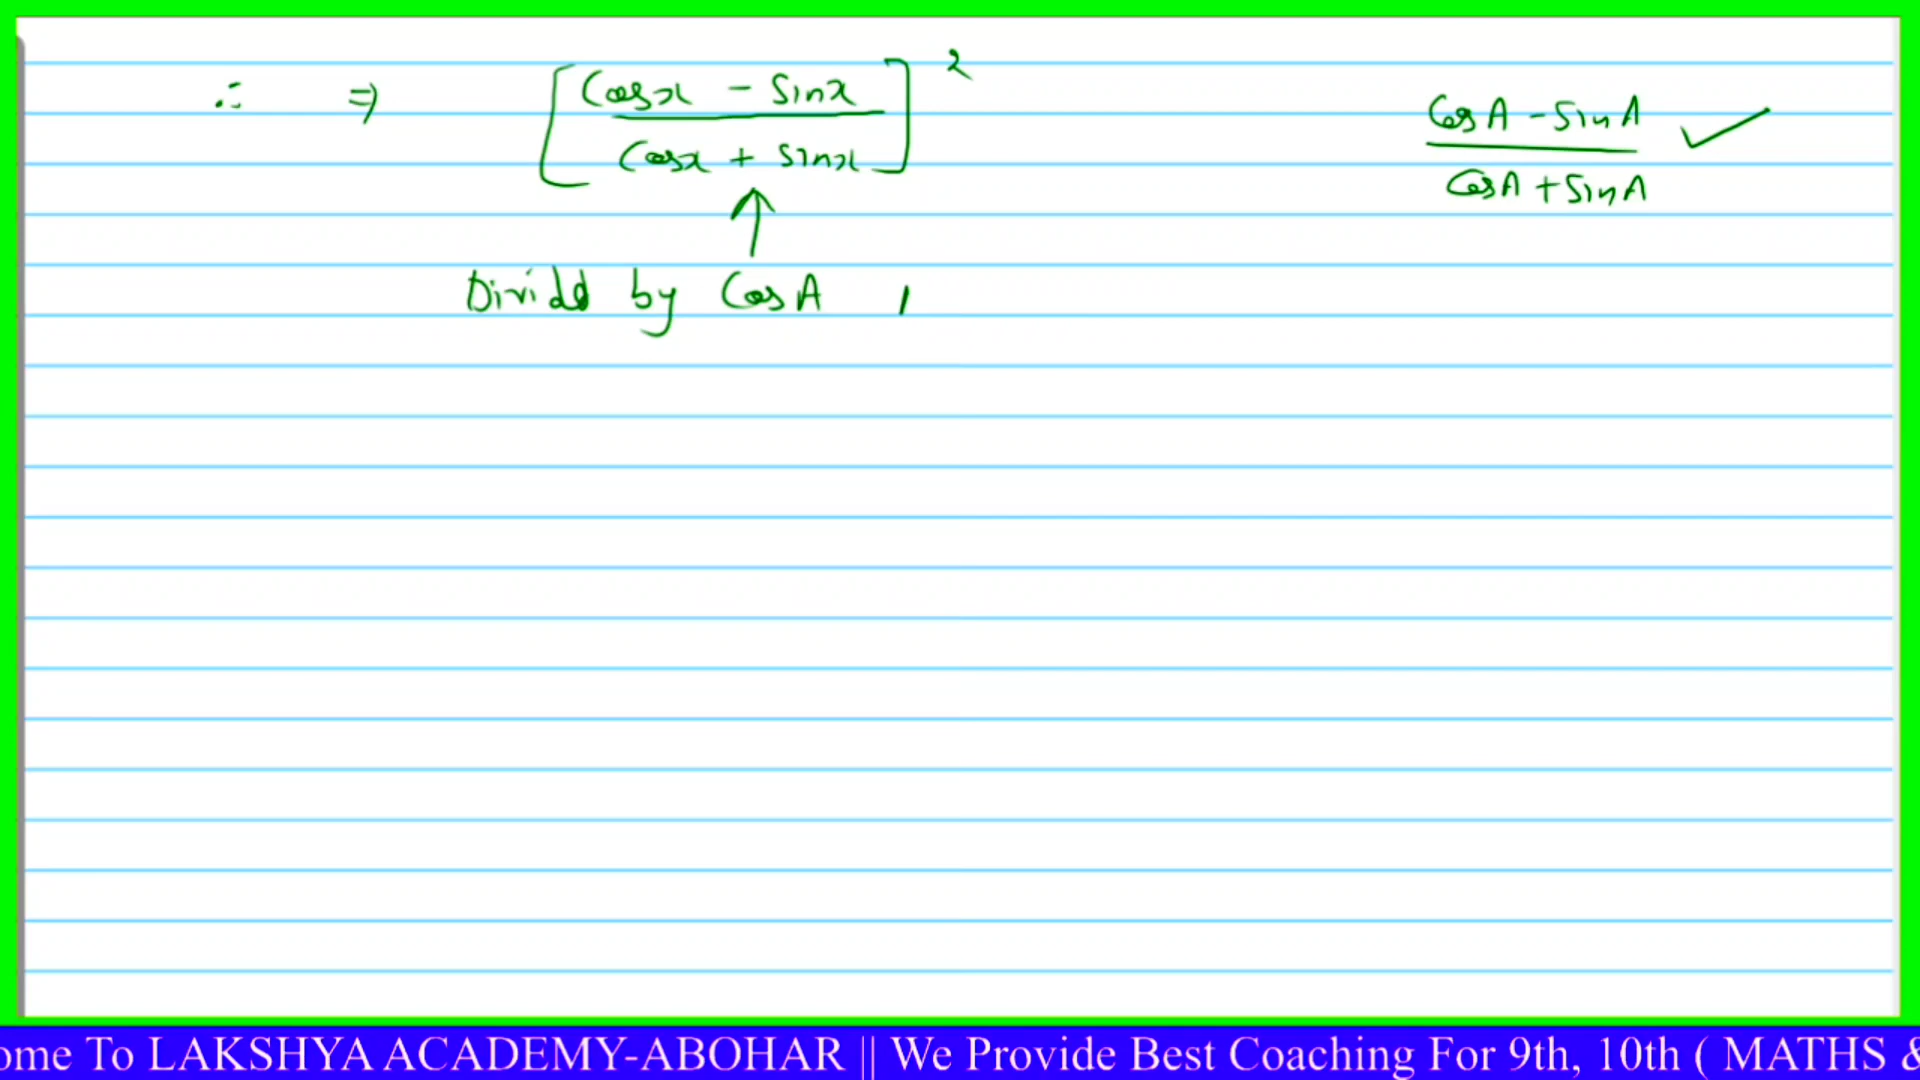 ∴ ⇒ [ (Cosx - Sinx) / (Cosx + Sinx) ]²
CosA - SinA / CosA + SinA ✓
↑
Divide by CosA ,
ome To LAKSHYA ACADEMY-ABOHAR || We Provide Best Coaching For 9th, 10th ( MATHS &